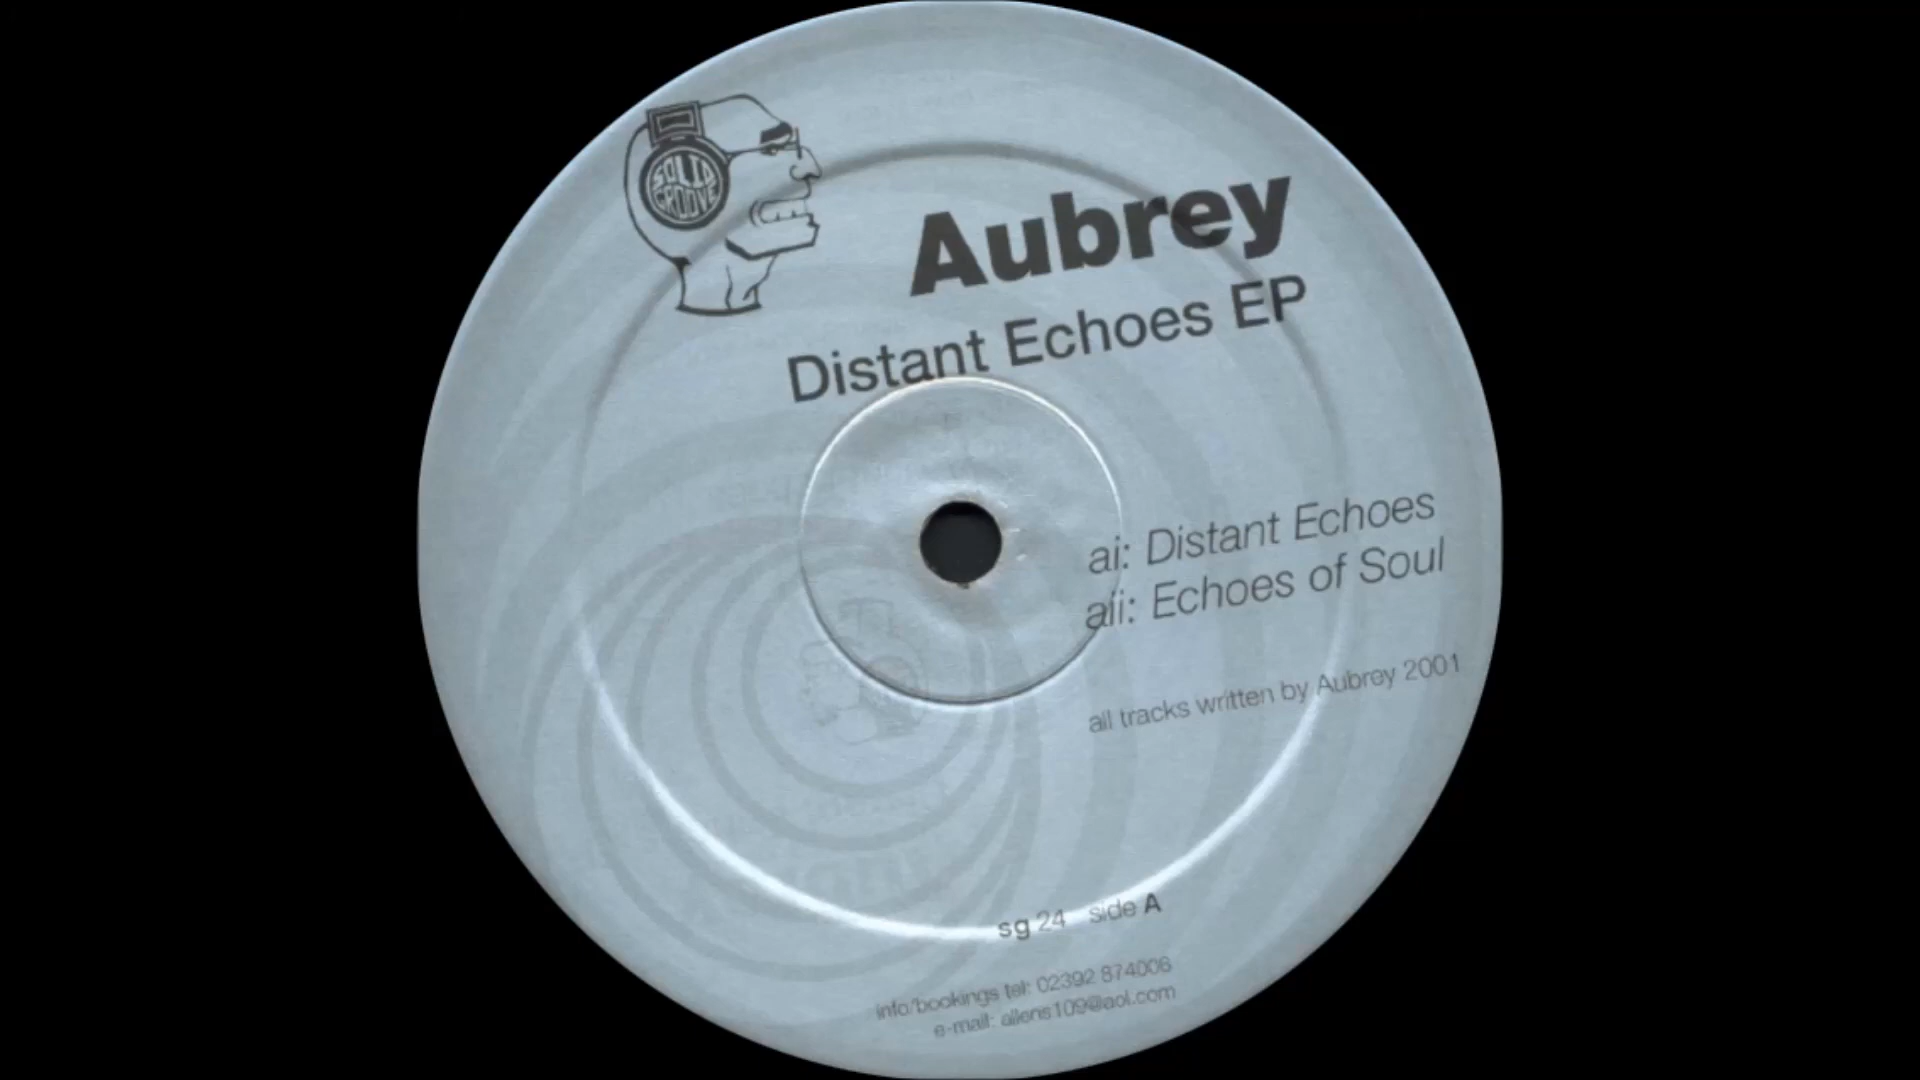 SOLID
GROOVE
Aubrey
Distant Echoes EP
ai: Distant Echoes
aii: Echoes of Soul
all tracks written by Aubrey 2001
sg 24 side A
info/bookings tel: 02392 874006
e-mail: allens109@aol.com